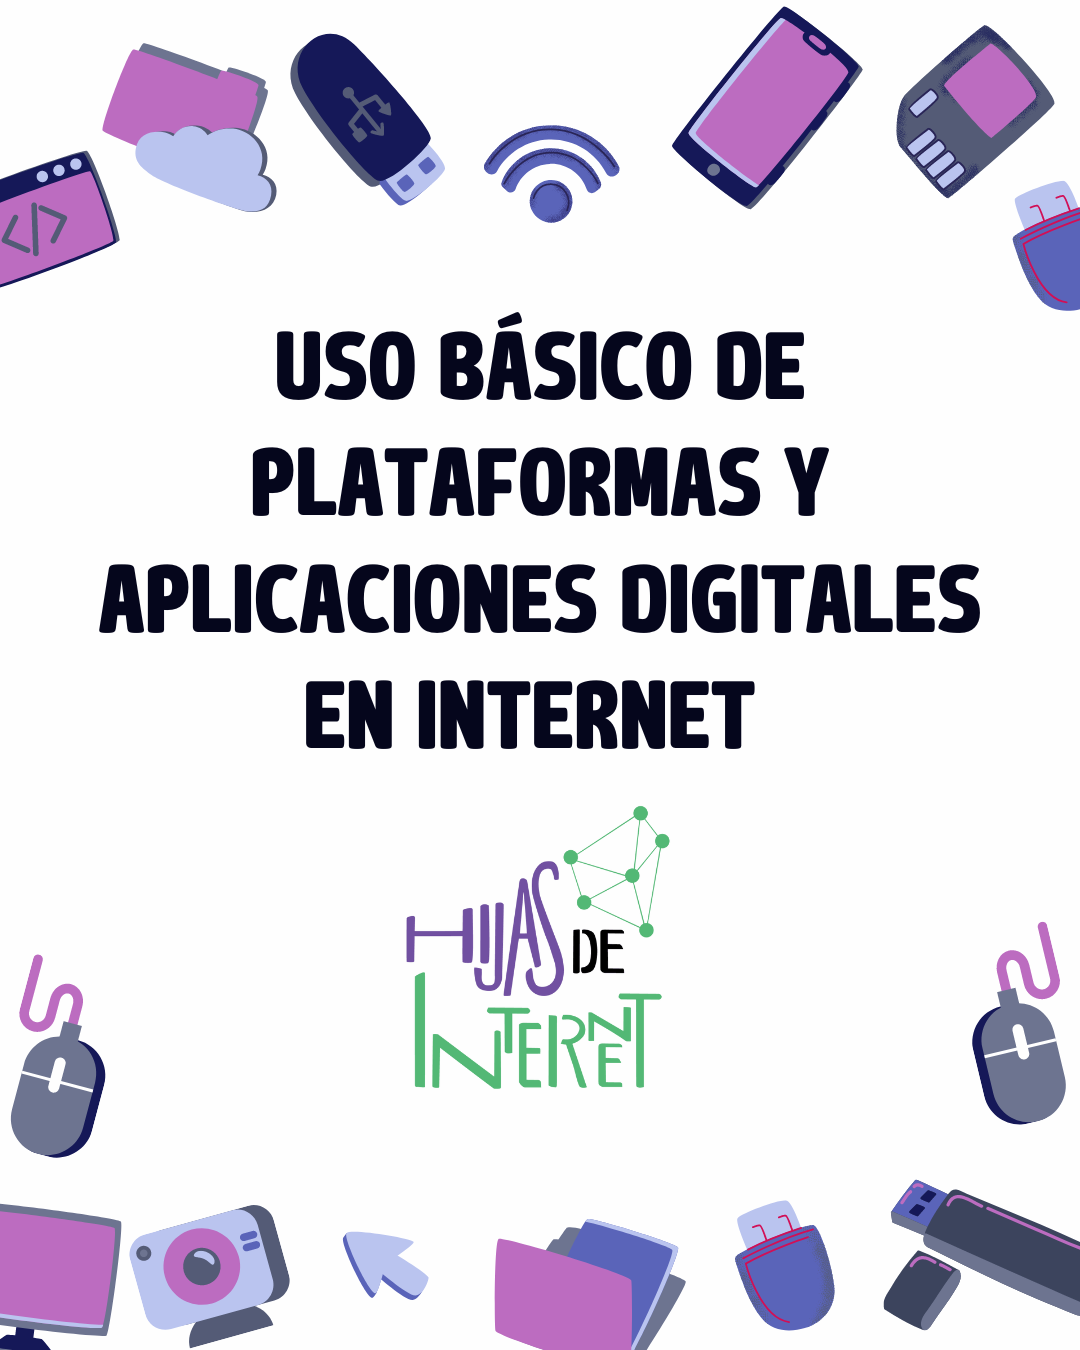 </>
USO BÁSICO DE
PLATAFORMAS Y
APLICACIONES DIGITALES
EN INTERNET
HIJAS
DE
INTERNET